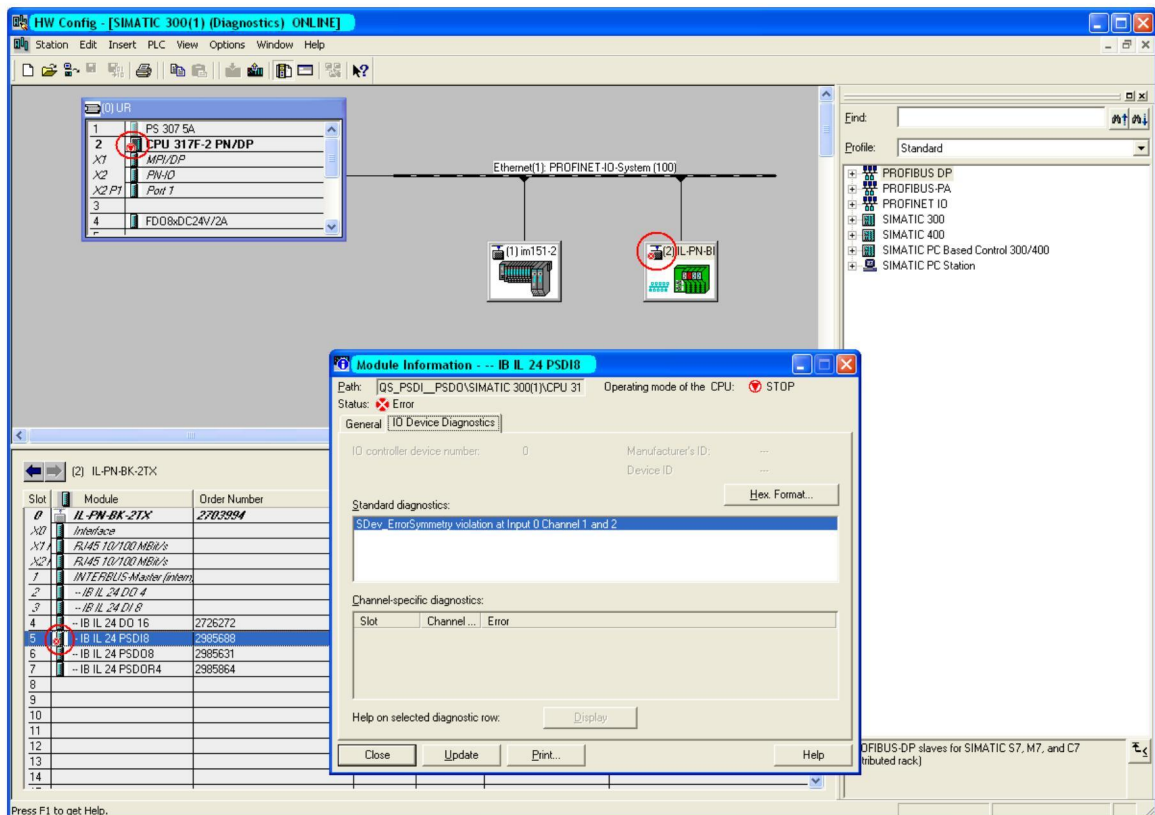 HW Config - [SIMATIC 300(1) (Diagnostics) ONLINE]
Station Edit Insert PLC View Options Window Help
(0) UR
1 PS 307 5A
2 CPU 317F-2 PN/DP
X1 MPI/DP
X2 PN-IO
X2 P1 Port 1
3
4 FDO8xDC24V/2A
Ethernet(1): PROFINET-IO-System (100)
(1) im151-2
(2) IL-PN-BI
Find:
Profile: Standard
PROFIBUS DP
PROFIBUS-PA
PROFINET IO
SIMATIC 300
SIMATIC 400
SIMATIC PC Based Control 300/400
SIMATIC PC Station
(2) IL-PN-BK-2TX
Slot Module Order Number
0 IL-PN-BK-2TX 2703994
X0 Interface
X1 RJ45 10/100 MBit/s
X2 RJ45 10/100 MBit/s
1 INTERBUS-Master (intern
2 -- IB IL 24 DO 4
3 -- IB IL 24 DI 8
4 -- IB IL 24 DO 16 2726272
5 - IB IL 24 PSDI8 2985688
6 -- IB IL 24 PSDO8 2985631
7 -- IB IL 24 PSDOR4 2985864
8
9
10
11
12
13
14
Module Information - -- IB IL 24 PSDI8
Path: QS_PSDI__PSDO\SIMATIC 300(1)\CPU 31 Operating mode of the CPU: STOP
Status: Error
General IO Device Diagnostics
IO controller device number: 0 Manufacturer's ID: ---
Device ID ---
Hex. Format...
Standard diagnostics:
SDev_ErrorSymmetry violation at Input 0 Channel 1 and 2
Channel-specific diagnostics:
Slot Channel ... Error
Help on selected diagnostic row: Display
Close Update Print... Help
OFIBUS-DP slaves for SIMATIC S7, M7, and C7
tributed rack)
Press F1 to get Help.